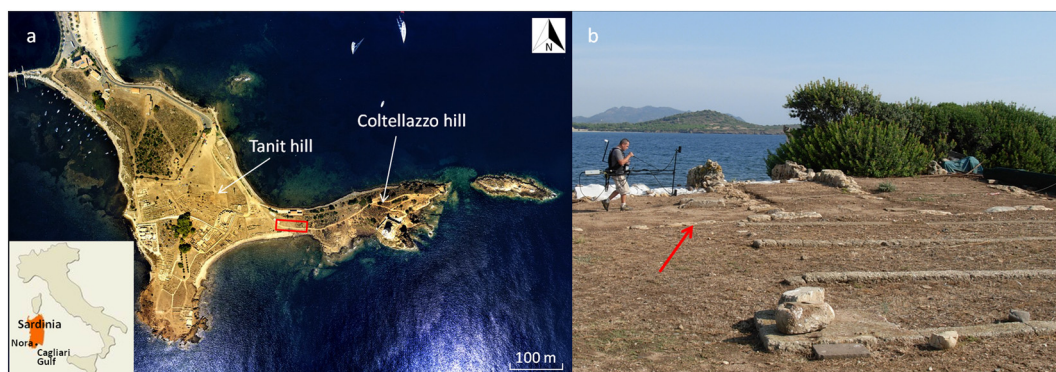 a
N
Coltellazzo hill
Tanit hill
Sardinia
Nora
Cagliari
Gulf
100 m
b